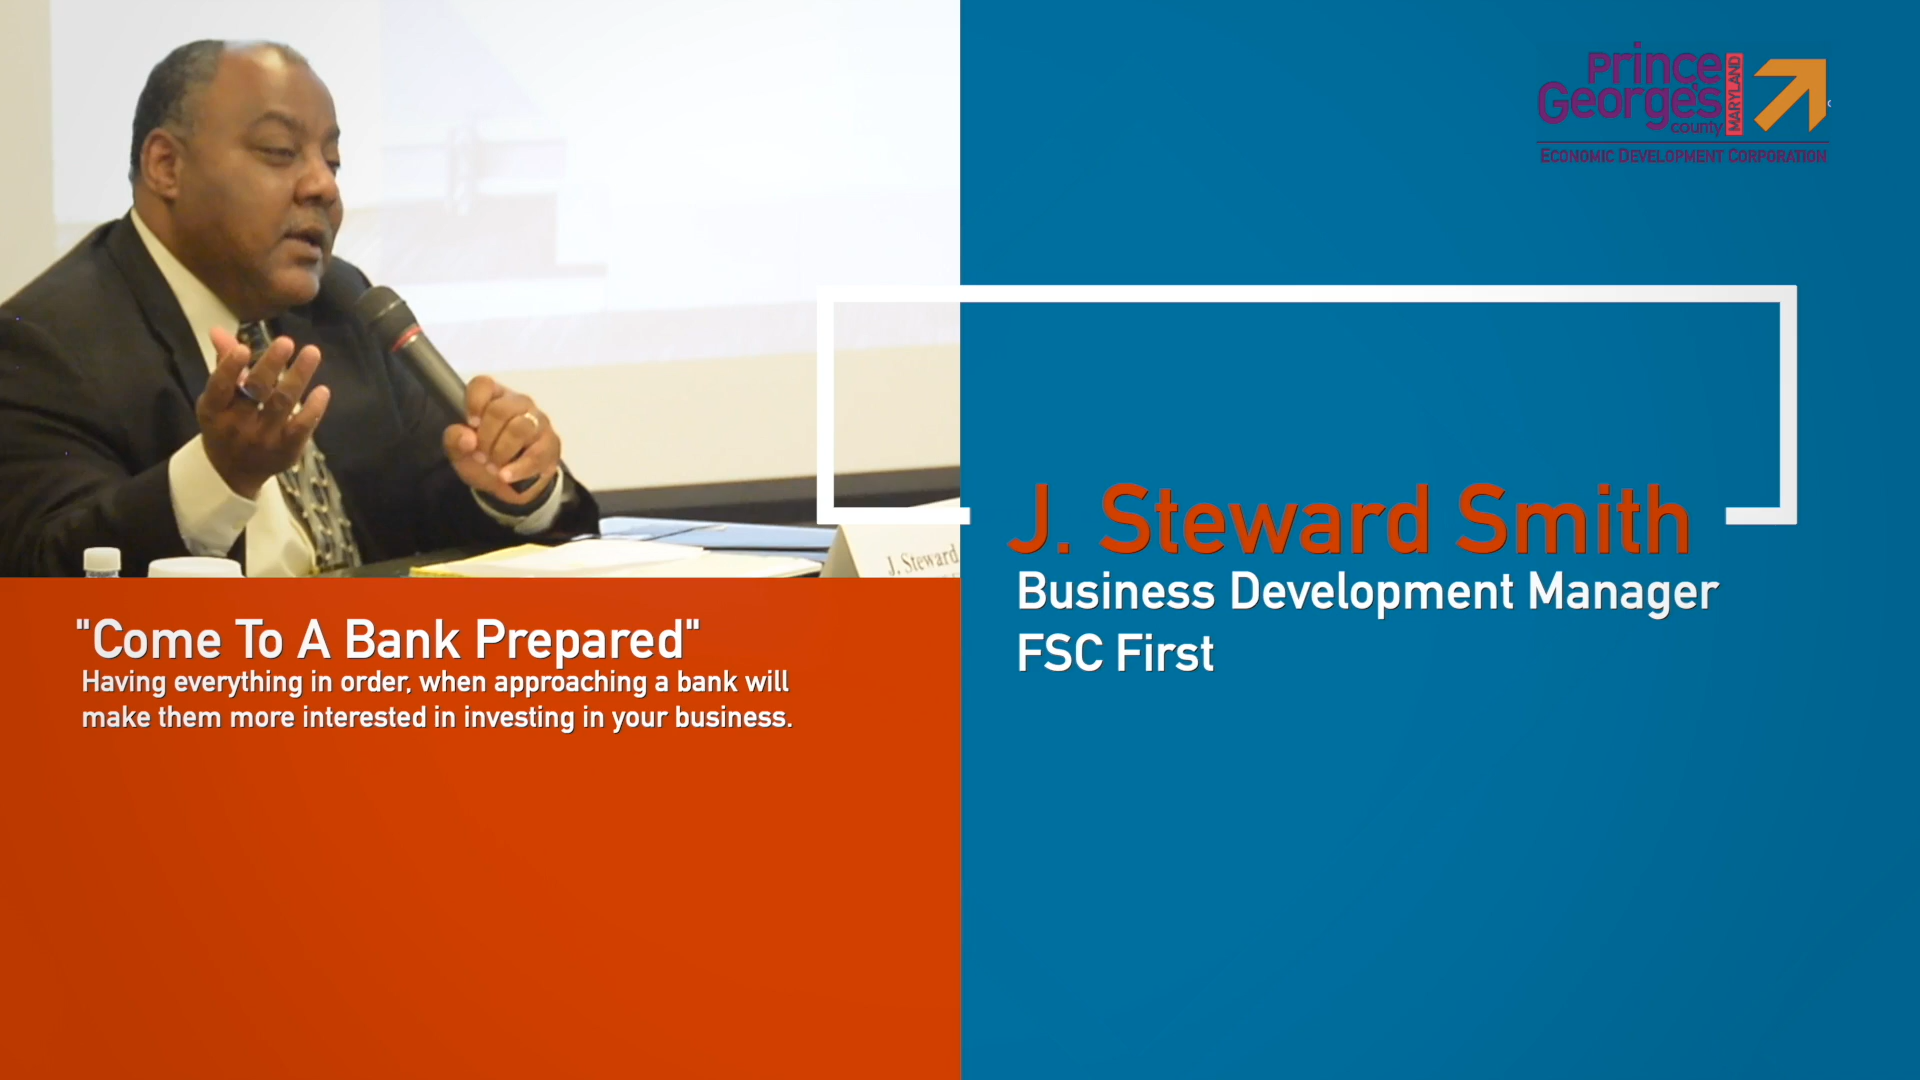 Prince
George's
county
MARYLAND
ECONOMIC DEVELOPMENT CORPORATION
J. Steward
J. Steward Smith
Business Development Manager
FSC First
"Come To A Bank Prepared"
Having everything in order, when approaching a bank will
make them more interested in investing in your business.